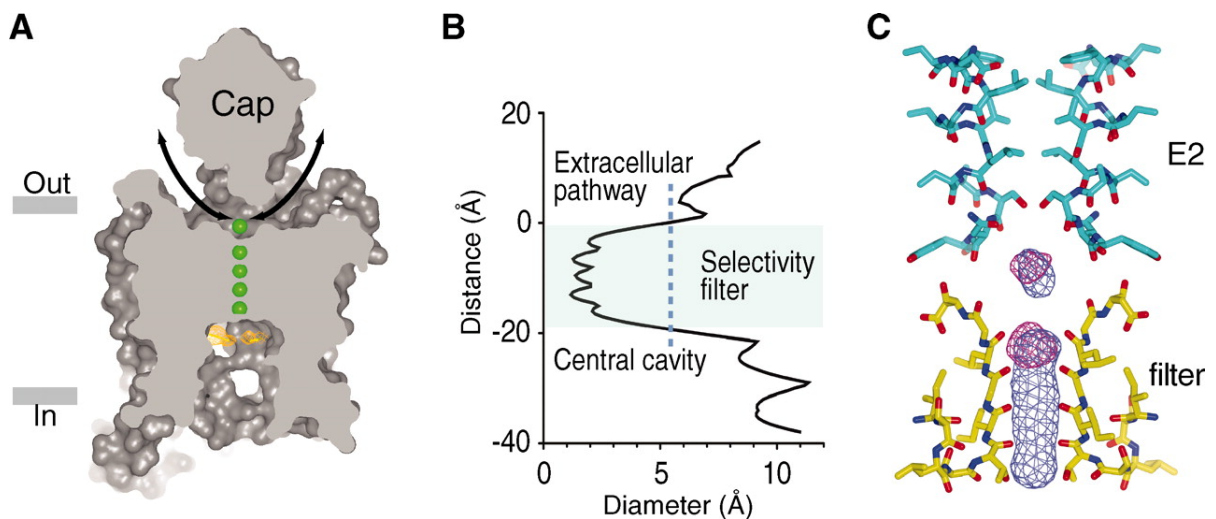 A
Cap
Out
In
B
20
0
-20
-40
Distance (Å)
Extracellular
pathway
Selectivity
filter
Central cavity
0
5
10
Diameter (Å)
C
E2
filter